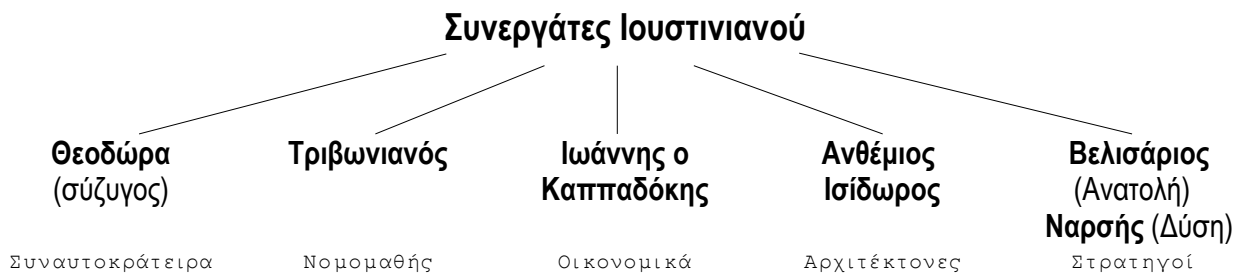 Συνεργάτες Ιουστινιανού
Θεοδώρα
(σύζυγος)
Συναυτοκράτειρα
Τριβωνιανός
Νομομαθής
Ιωάννης ο
Καππαδόκης
Οικονομικά
Ανθέμιος
Ισίδωρος
Αρχιτέκτονες
Βελισάριος
(Ανατολή)
Ναρσής (Δύση)
Στρατηγοί